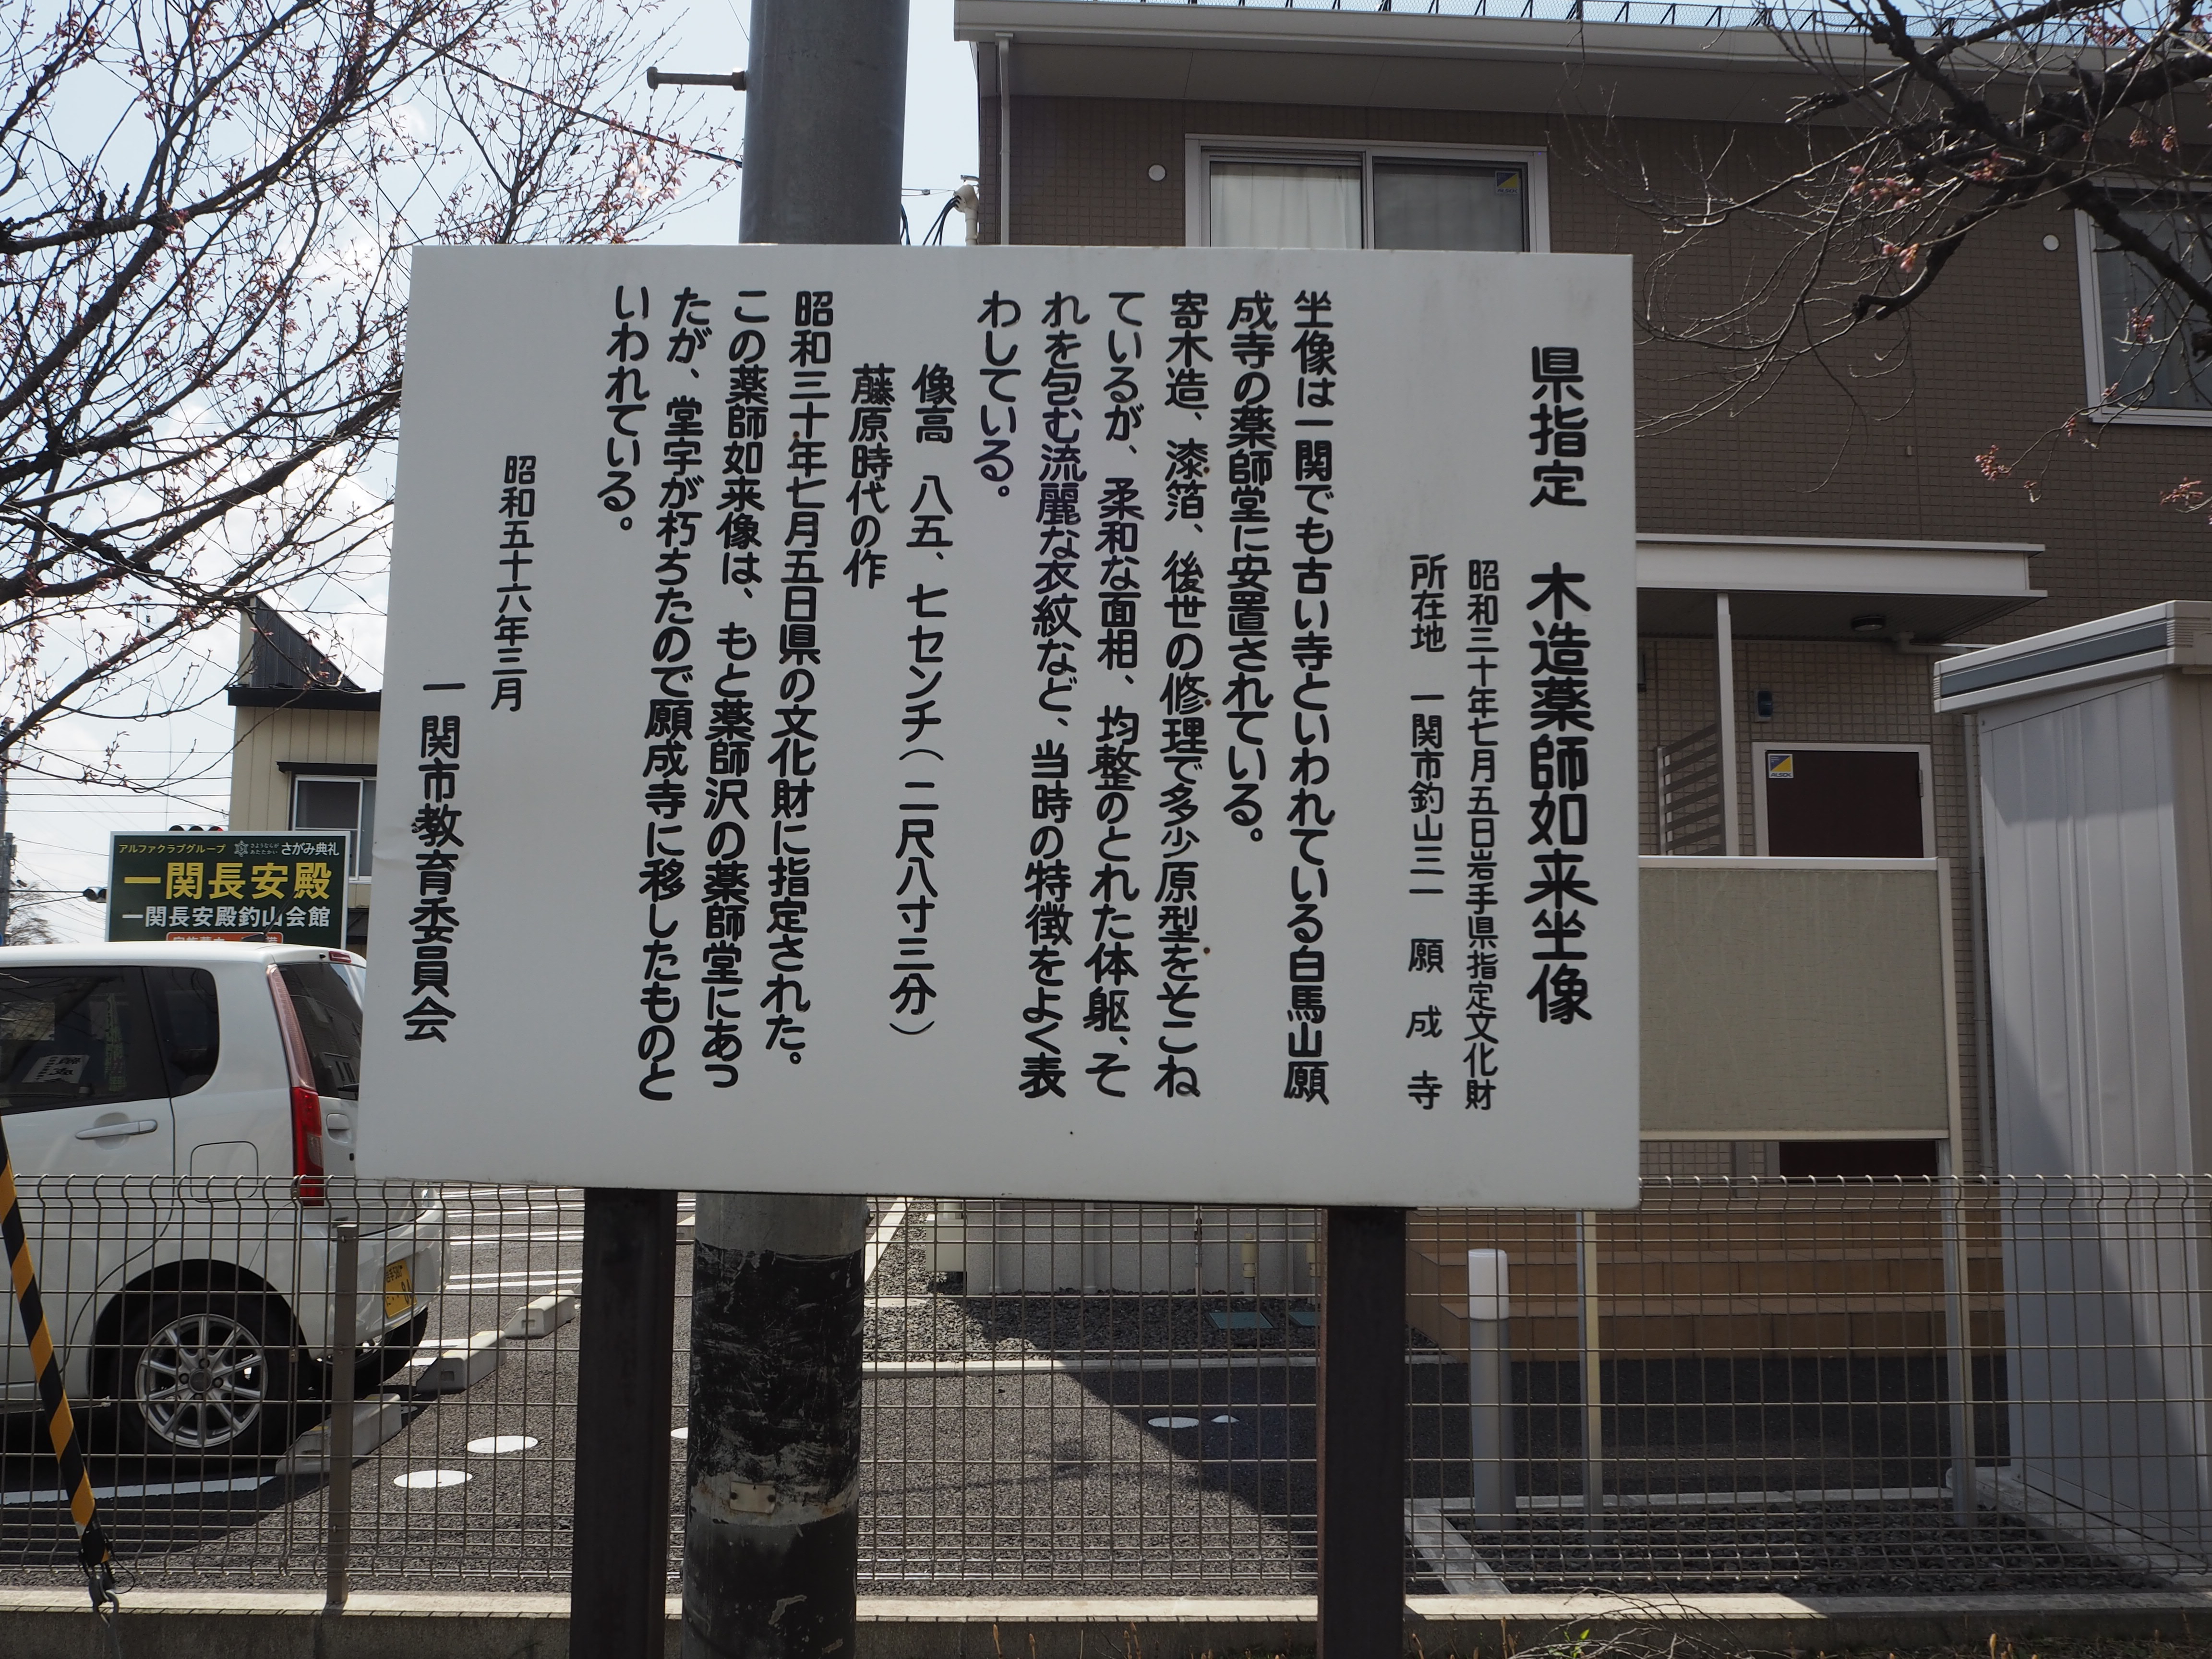 県指定　木造薬師如来坐像
昭和三十年七月五日岩手県指定文化財
所在地　一関市釣山三一　願成寺
坐像は一関でも古い寺といわれている白馬山願
成寺の薬師堂に安置されている。
寄木造、漆箔、後世の修理で多少原型をそこね
ているが、柔和な面相、均整のとれた体躯、そ
れを包む流麗な衣紋など、当時の特徴をよく表
わしている。
像高　八五、七センチ（二尺八寸三分）
藤原時代の作
昭和三十年七月五日県の文化財に指定された。
この薬師如来像は、もと薬師沢の薬師堂にあっ
たが、堂宇が朽ちたので願成寺に移したものと
いわれている。
昭和五十六年三月
一関市教育委員会
アルファクラブグループ
さがみ典礼
一関長安殿
一関長安殿釣山会館
ALSOK
ALSOK